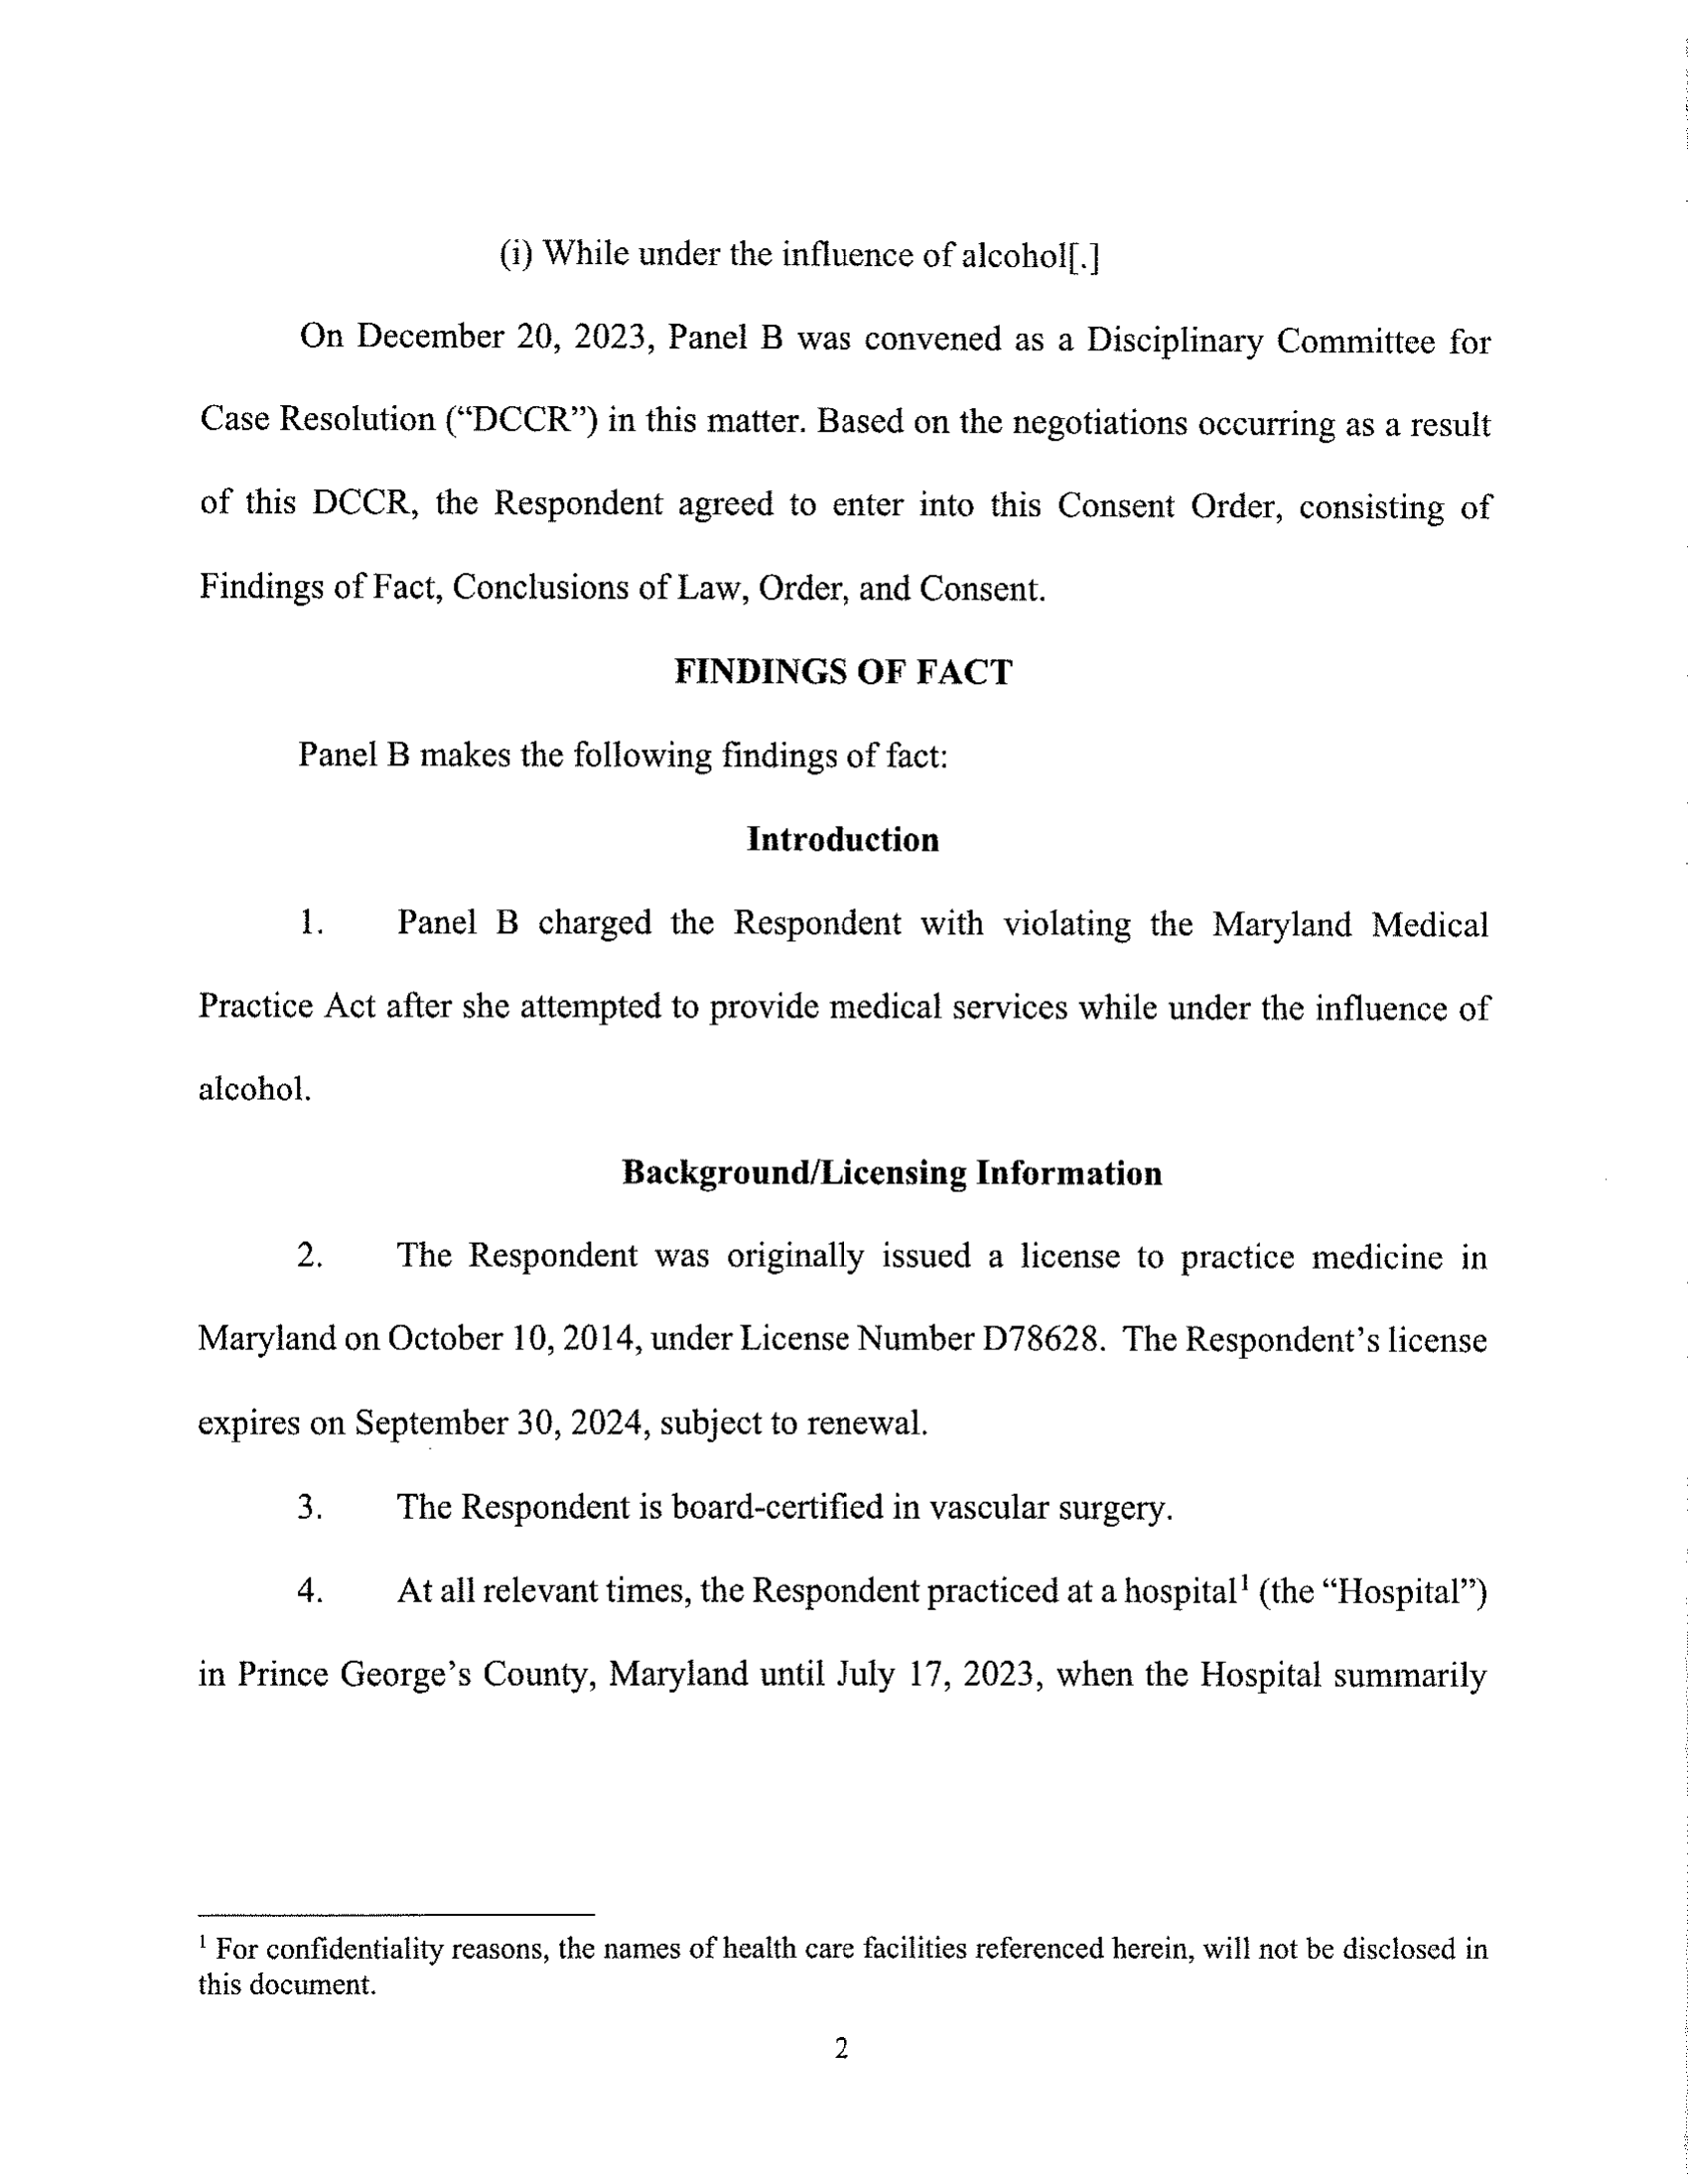 (i) While under the influence of alcohol[.]
On December 20, 2023, Panel B was convened as a Disciplinary Committee for
Case Resolution (“DCCR”) in this matter. Based on the negotiations occurring as a result
of this DCCR, the Respondent agreed to enter into this Consent Order, consisting of
Findings of Fact, Conclusions of Law, Order, and Consent.
FINDINGS OF FACT
Panel B makes the following findings of fact:
Introduction
1. Panel B charged the Respondent with violating the Maryland Medical
Practice Act after she attempted to provide medical services while under the influence of
alcohol.
Background/Licensing Information
2. The Respondent was originally issued a license to practice medicine in
Maryland on October 10, 2014, under License Number D78628. The Respondent’s license
expires on September 30, 2024, subject to renewal.
3. The Respondent is board-certified in vascular surgery.
4. At all relevant times, the Respondent practiced at a hospital¹ (the “Hospital”)
in Prince George’s County, Maryland until July 17, 2023, when the Hospital summarily
¹ For confidentiality reasons, the names of health care facilities referenced herein, will not be disclosed in
this document.
2